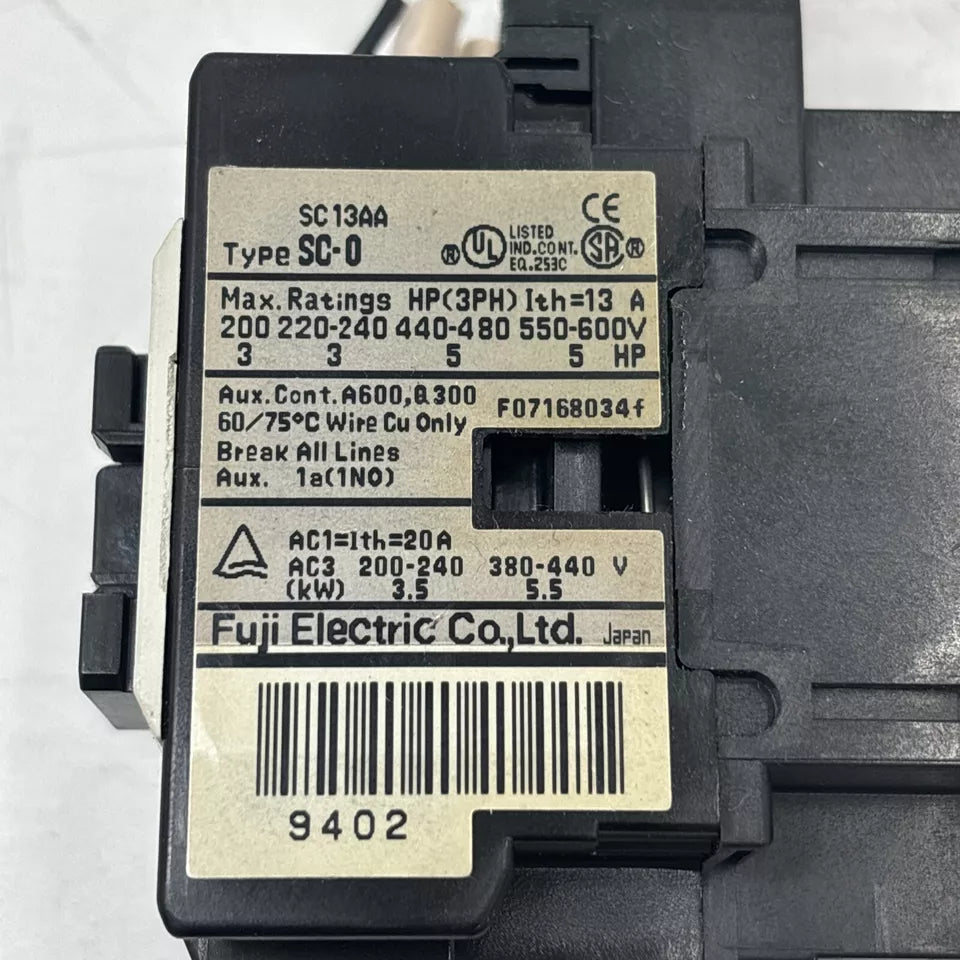 SC13AA
Type SC-0
® UL LISTED IND.CONT. EQ.253C CE SA ®
Max. Ratings HP(3PH) Ith=13 A
200 220-240 440-480 550-600V
3 3 5 5 HP
Aux.Cont.A600,Q300
60/75°C Wire Cu Only F07168034f
Break All Lines
Aux. 1a(1NO)
AC1=Ith=20A
AC3 200-240 380-440 V
(kW) 3.5 5.5
Fuji Electric Co.,Ltd. Japan
9402